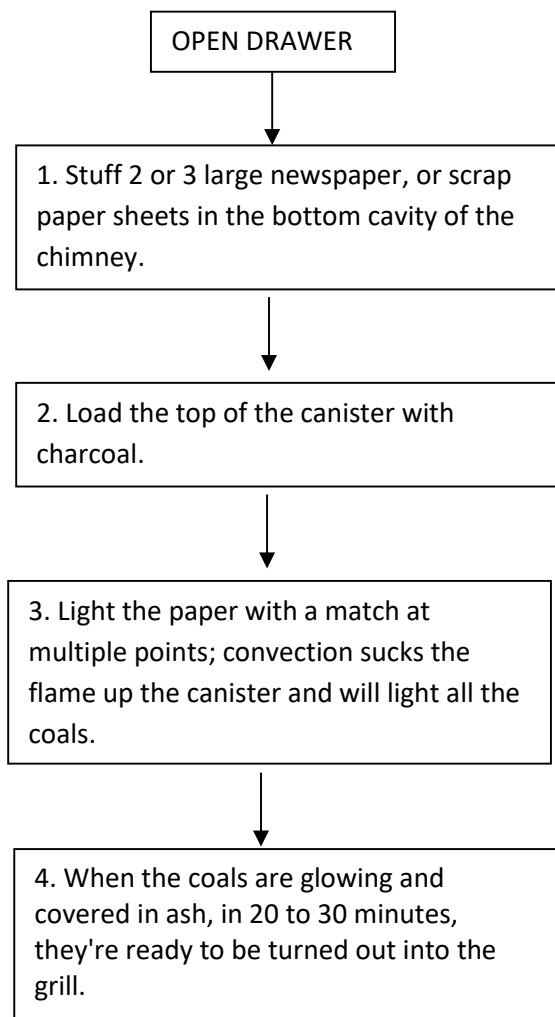 OPEN DRAWER
1. Stuff 2 or 3 large newspaper, or scrap
paper sheets in the bottom cavity of the
chimney.
2. Load the top of the canister with
charcoal.
3. Light the paper with a match at
multiple points; convection sucks the
flame up the canister and will light all the
coals.
4. When the coals are glowing and
covered in ash, in 20 to 30 minutes,
they're ready to be turned out into the
grill.